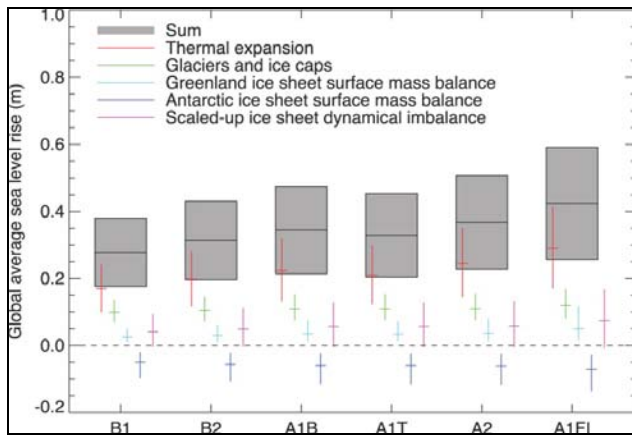 1.0
0.8
0.6
0.4
0.2
0.0
-0.2
Global average sea level rise (m)
Sum
Thermal expansion
Glaciers and ice caps
Greenland ice sheet surface mass balance
Antarctic ice sheet surface mass balance
Scaled-up ice sheet dynamical imbalance
B1 B2 A1B A1T A2 A1FI